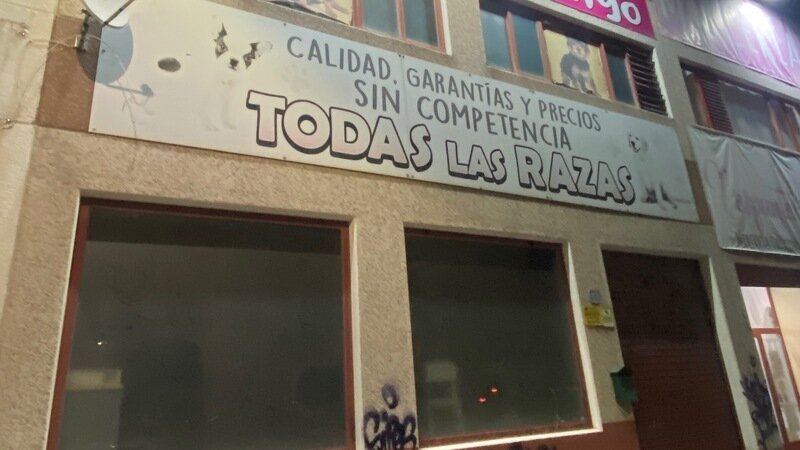 CALIDAD, GARANTÍAS Y PRECIOS
SIN COMPETENCIA
TODAS LAS RAZAS